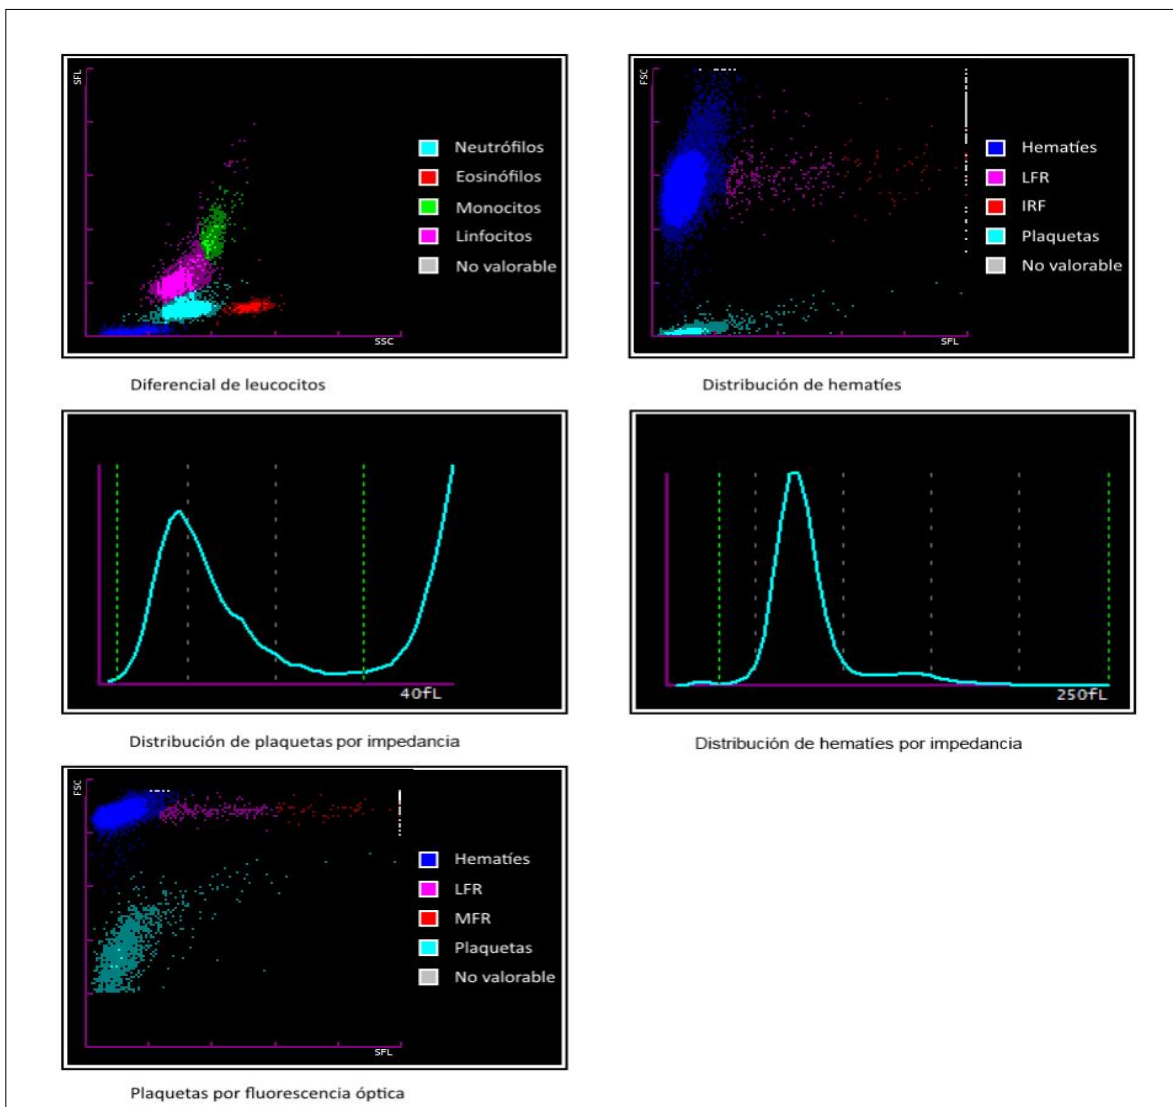 SFL
Neutrófilos
Eosinófilos
Monocitos
Linfocitos
No valorable
SSC
Diferencial de leucocitos
FSC
Hematíes
LFR
IRF
Plaquetas
No valorable
SFL
Distribución de hematíes
40fL
Distribución de plaquetas por impedancia
250fL
Distribución de hematíes por impedancia
FSC
Hematíes
LFR
MFR
Plaquetas
No valorable
SFL
Plaquetas por fluorescencia óptica